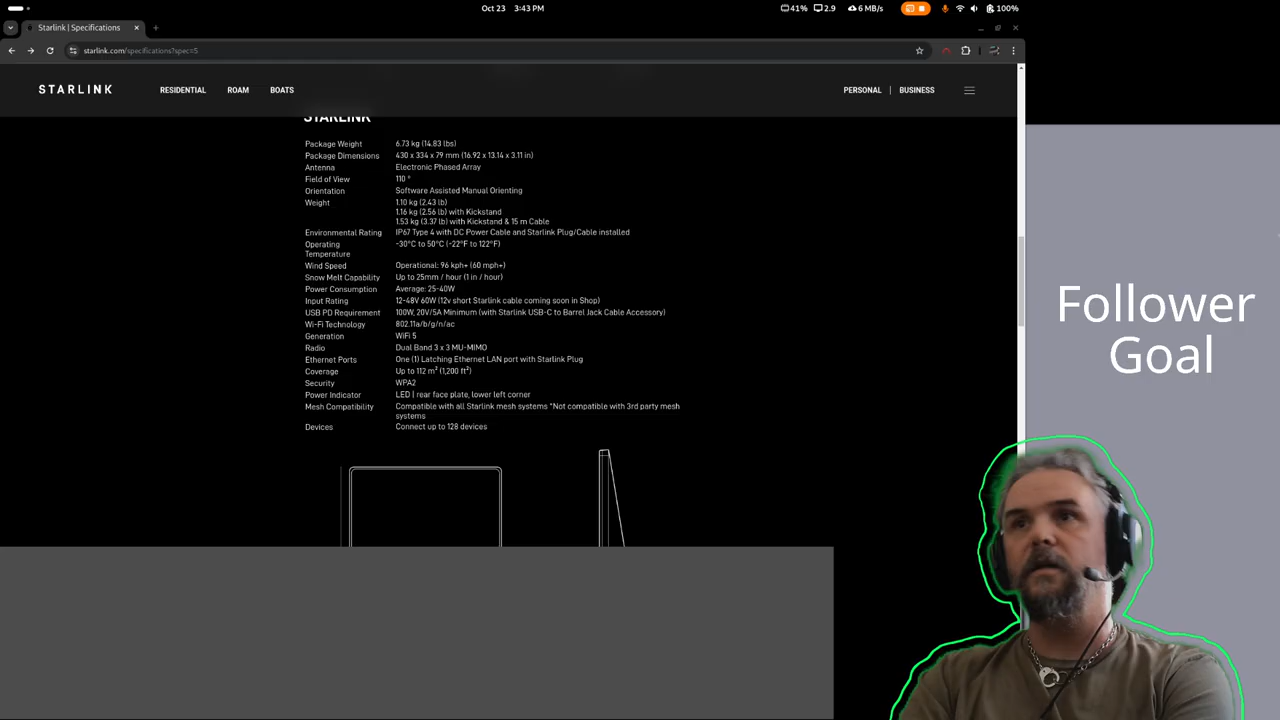 Oct 23 3:43 PM
41% 2.9 6 MB/s 100%
Starlink | Specifications
starlink.com/specifications?spec=5
STARLINK RESIDENTIAL ROAM BOATS PERSONAL | BUSINESS
STARLINK
Package Weight 6.73 kg (14.83 lbs)
Package Dimensions 430 x 334 x 79 mm (16.92 x 13.14 x 3.11 in)
Antenna Electronic Phased Array
Field of View 110 °
Orientation Software Assisted Manual Orienting
Weight 1.10 kg (2.43 lb)
1.16 kg (2.56 lb) with Kickstand
1.53 kg (3.37 lb) with Kickstand & 15 m Cable
Environmental Rating IP67 Type 4 with DC Power Cable and Starlink Plug/Cable installed
Operating -30°C to 50°C (-22°F to 122°F)
Temperature
Wind Speed Operational: 96 kph+ (60 mph+)
Snow Melt Capability Up to 25mm / hour (1 in / hour)
Power Consumption Average: 25-40W
Input Rating 12-48V 60W (12v short Starlink cable coming soon in Shop)
USB PD Requirement 100W, 20V/5A Minimum (with Starlink USB-C to Barrel Jack Cable Accessory)
Wi-Fi Technology 802.11a/b/g/n/ac
Generation WiFi 5
Radio Dual Band 3 x 3 MU-MIMO
Ethernet Ports One (1) Latching Ethernet LAN port with Starlink Plug
Coverage Up to 112 m² (1,200 ft²)
Security WPA2
Power Indicator LED | rear face plate, lower left corner
Mesh Compatibility Compatible with all Starlink mesh systems *Not compatible with 3rd party mesh
systems
Devices Connect up to 128 devices
Follower
Goal